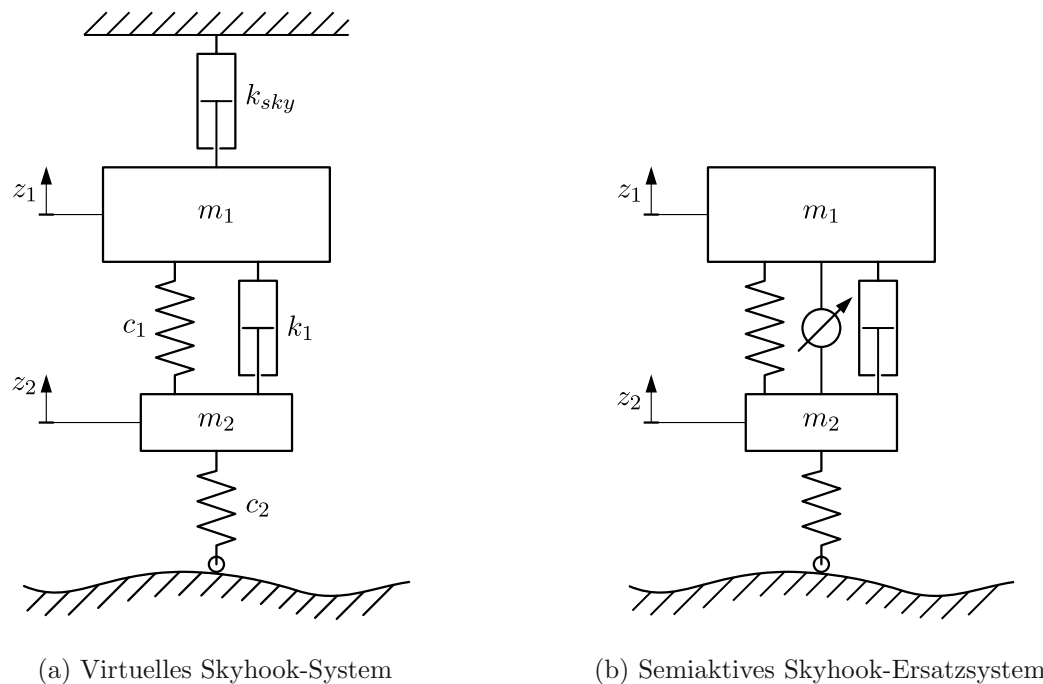 k_sky
z_1
m_1
c_1
k_1
z_2
m_2
c_2
(a) Virtuelles Skyhook-System
z_1
m_1
z_2
m_2
(b) Semiaktives Skyhook-Ersatzsystem